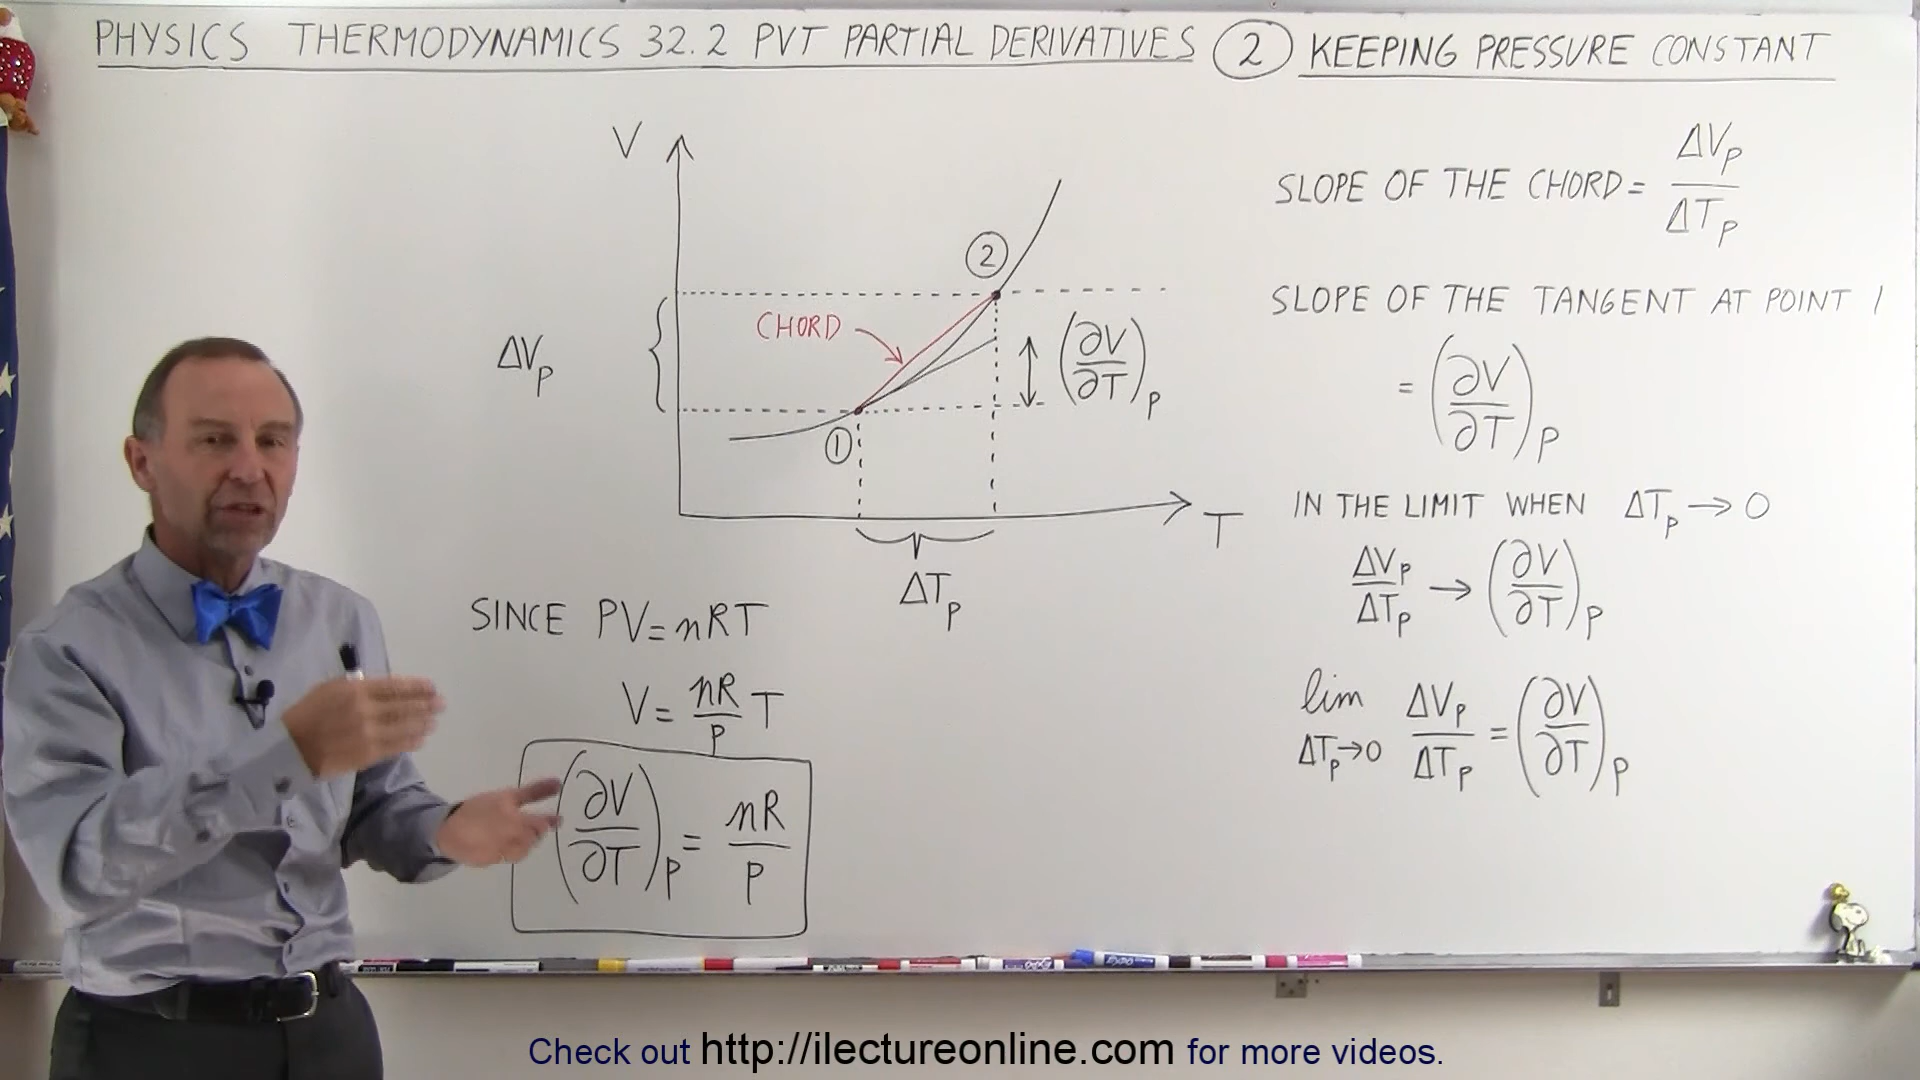 PHYSICS THERMODYNAMICS 32.2 PVT PARTIAL DERIVATIVES ② KEEPING PRESSURE CONSTANT
V
②
CHORD
ΔV_P
(∂V/∂T)_P
①
T
ΔT_P
SINCE PV=nRT
V = nR/P T
(∂V/∂T)_P = nR/P
SLOPE OF THE CHORD = ΔV_P/ΔT_P
SLOPE OF THE TANGENT AT POINT 1
= (∂V/∂T)_P
IN THE LIMIT WHEN ΔT_P → 0
ΔV_P/ΔT_P → (∂V/∂T)_P
lim ΔT_P→0 ΔV_P/ΔT_P = (∂V/∂T)_P
Check out http://ilectureonline.com for more videos.